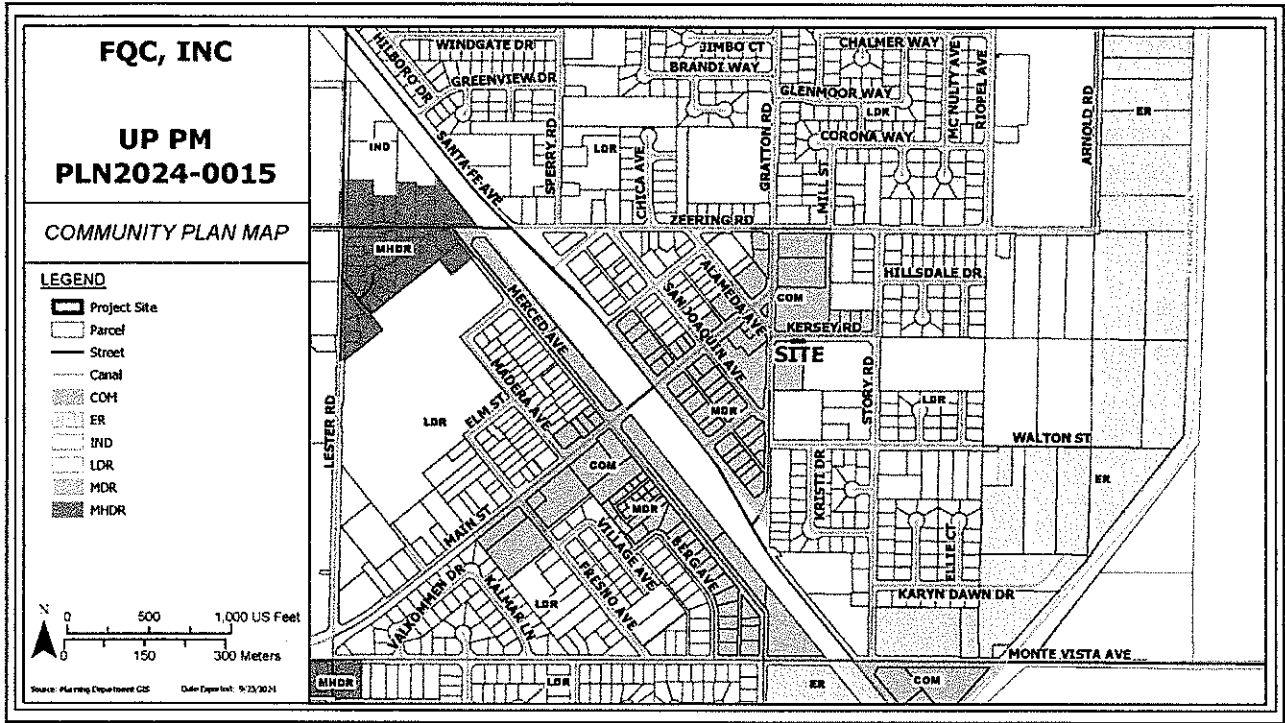 FQC, INC
UP PM
PLN2024-0015
COMMUNITY PLAN MAP
LEGEND
Project Site
Parcel
Street
Canal
COM
ER
IND
LDR
MDR
MHDR
N
0 500 1,000 US Feet
0 150 300 Meters
Source: Planning Department GIS
Date Exported: 9/23/2024
HILBORO DR
WINDGATE DR
GREENVIEW DR
JIMBO CT
BRANDI WAY
CHALMER WAY
GLENMOOR WAY
LDR
MC NULTY AVE
RIOPEL AVE
ARNOLD RD
ER
IND
SANTA FE AVE
SPERRY RD
LDR
CHICA AVE
GRATTON RD
CORONA WAY
MILL ST
ZEERING RD
MHDR
MERCED AVE
ALAMEDA AVE
SAN JOAQUIN AVE
HILLSDALE DR
COM
KERSEY RD
SITE
STORY RD
LESTER RD
MADERA AVE
ELM ST
LDR
MDR
LDR
WALTON ST
COM
ER
MAIN ST
MDR
KRISTI DR
VILLAGE AVE
BERG AVE
ELLIE CT
FRESNO AVE
VALKOMMEN DR
KALMAR LN
LDR
KARYN DAWN DR
MONTE VISTA AVE
MHDR
LDR
ER
COM